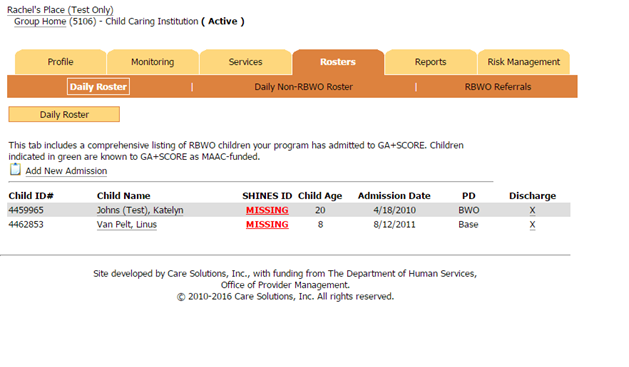 Rachel's Place (Test Only)
Group Home (5106) - Child Caring Institution ( Active )
Profile Monitoring Services Rosters Reports Risk Management
Daily Roster | Daily Non-RBWO Roster | RBWO Referrals
Daily Roster
This tab includes a comprehensive listing of RBWO children your program has admitted to GA+SCORE. Children
indicated in green are known to GA+SCORE as MAAC-funded.
Add New Admission
Child ID# Child Name SHINES ID Child Age Admission Date PD Discharge
4459965 Johns (Test), Katelyn MISSING 20 4/18/2010 BWO X
4462853 Van Pelt, Linus MISSING 8 8/12/2011 Base X
Site developed by Care Solutions, Inc., with funding from The Department of Human Services,
Office of Provider Management.
© 2010-2016 Care Solutions, Inc. All rights reserved.